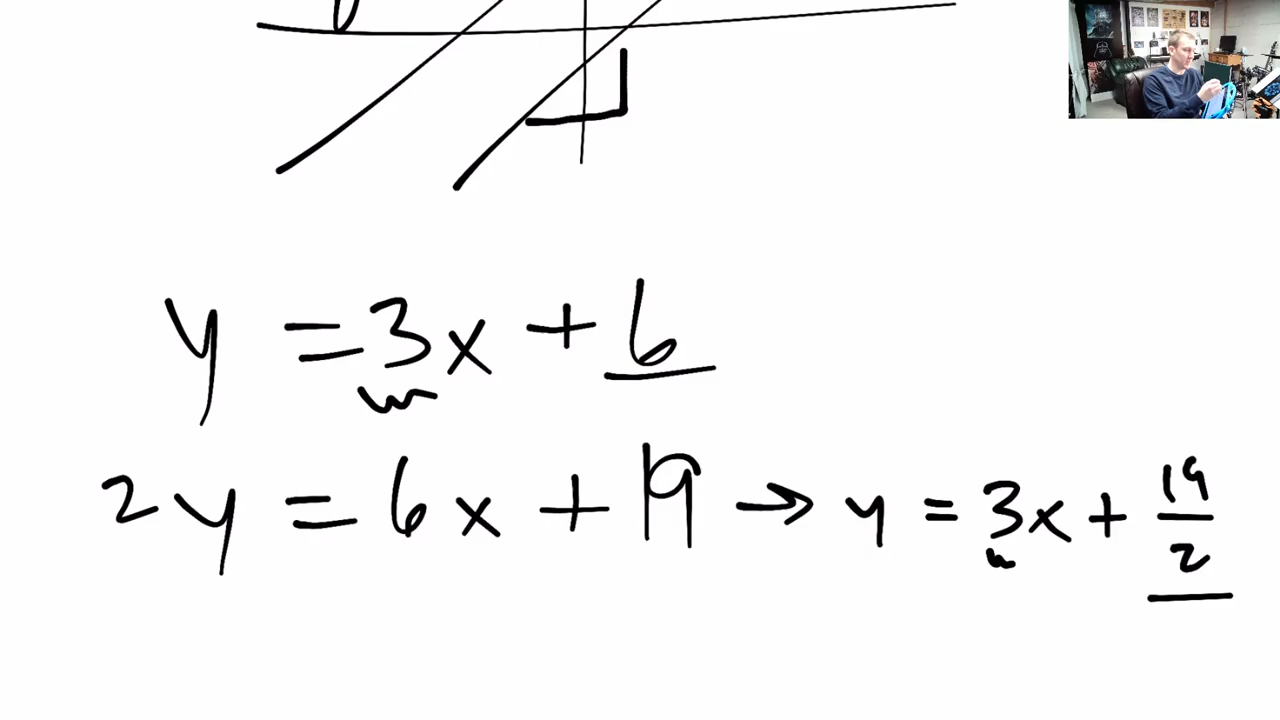 y = 3x + 6
2y = 6x + 19 → y = 3x + 19/2